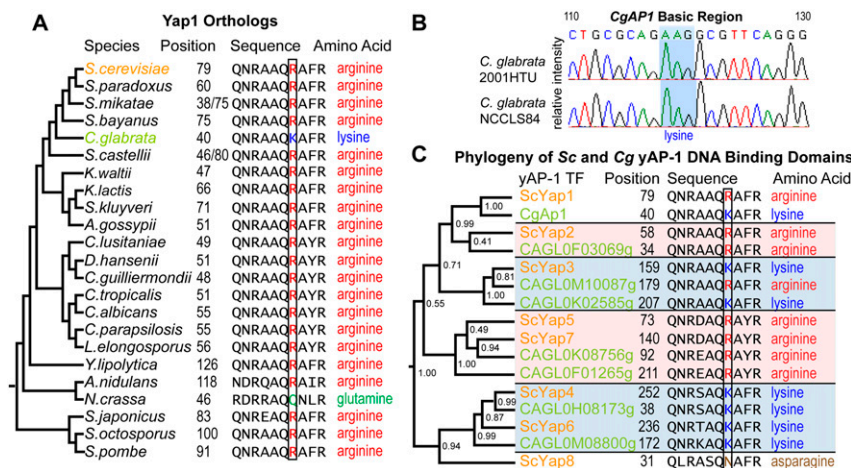 A
Yap1 Orthologs
Species Position Sequence Amino Acid
S.cerevisiae 79 QNRAAQRAFR arginine
S.paradoxus 60 QNRAAQRAFR arginine
S.mikatae 38/75 QNRAAQRAFR arginine
S.bayanus 75 QNRAAQRAFR arginine
C.glabrata 40 QNRAAQKAFR lysine
S.castellii 46/80 QNRAAQRAFR arginine
K.waltii 47 QNRAAQRAFR arginine
K.lactis 66 QNRAAQRAFR arginine
S.kluyveri 71 QNRAAQRAFR arginine
A.gossypii 51 QNRAAQRAFR arginine
C.lusitaniae 49 QNRAAQRAYR arginine
D.hansenii 51 QNRAAQRAYR arginine
C.guilliermondii 48 QNRAAQRAYR arginine
C.tropicalis 51 QNRAAQRAYR arginine
C.albicans 55 QNRAAQRAYR arginine
C.parapsilosis 55 QNRAAQRAYR arginine
L.elongosporus 56 QNRAAQRAYR arginine
Y.lipolytica 126 QNRAAQRAFR arginine
A.nidulans 118 NDRQAQRAIR arginine
N.crassa 46 RDRRAQQNLR glutamine
S.japonicus 83 QNREAQRAFR arginine
S.octosporus 100 QNRAAQRAFR arginine
S.pombe 91 QNRAAQRAFR arginine
B
CgAP1 Basic Region
110 130
C T G C G C A G A A G G C G T T C A G G G
relative intensity
C. glabrata
2001HTU
C. glabrata
NCCLS84
lysine
C
Phylogeny of Sc and Cg yAP-1 DNA Binding Domains
yAP-1 TF Position Sequence Amino Acid
ScYap1 79 QNRAAQRAFR arginine
1.00
CgAp1 40 QNRAAQKAFR lysine
0.99
ScYap2 58 QNRAAQRAFR arginine
0.41
CAGL0F03069g 34 QNRAAQRAFR arginine
0.71
ScYap3 159 QNRAAQKAFR lysine
0.81
CAGL0M10087g 179 QNRAAQRAFR arginine
1.00
CAGL0K02585g 207 QNRAAQKAFR lysine
0.55
ScYap5 73 QNRDAQRAYR arginine
0.49
ScYap7 140 QNRDAQRAYR arginine
0.94
CAGL0K08756g 92 QNREAQRAYR arginine
1.00
CAGL0F01265g 211 QNREAQRAYR arginine
ScYap4 252 QNRSAQKAFR lysine
0.99
CAGL0H08173g 38 QNRSAQKAFR lysine
0.87
ScYap6 236 QNRTAQKAFR lysine
0.99
CAGL0M08800g 172 QNRKAQKAFR lysine
0.94
ScYap8 31 QLRASQNAFR asparagine